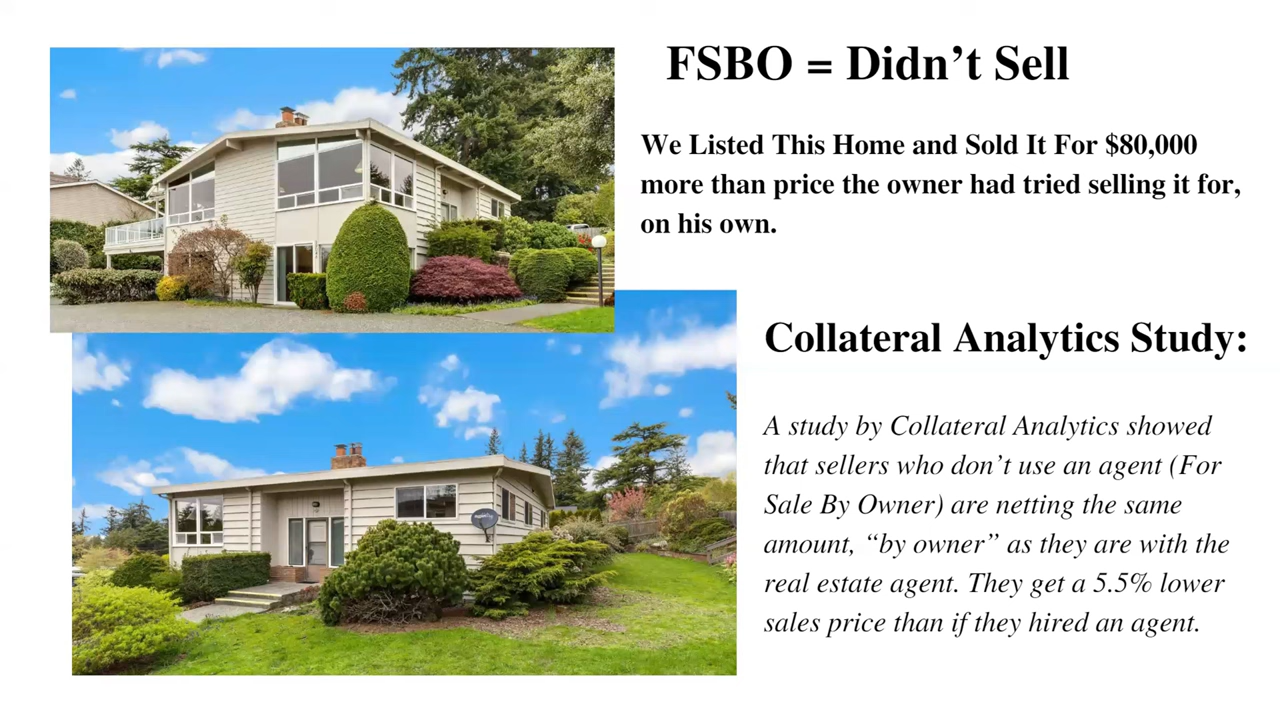 FSBO = Didn’t Sell
We Listed This Home and Sold It For $80,000
more than price the owner had tried selling it for,
on his own.
Collateral Analytics Study:
A study by Collateral Analytics showed
that sellers who don’t use an agent (For
Sale By Owner) are netting the same
amount, “by owner” as they are with the
real estate agent. They get a 5.5% lower
sales price than if they hired an agent.